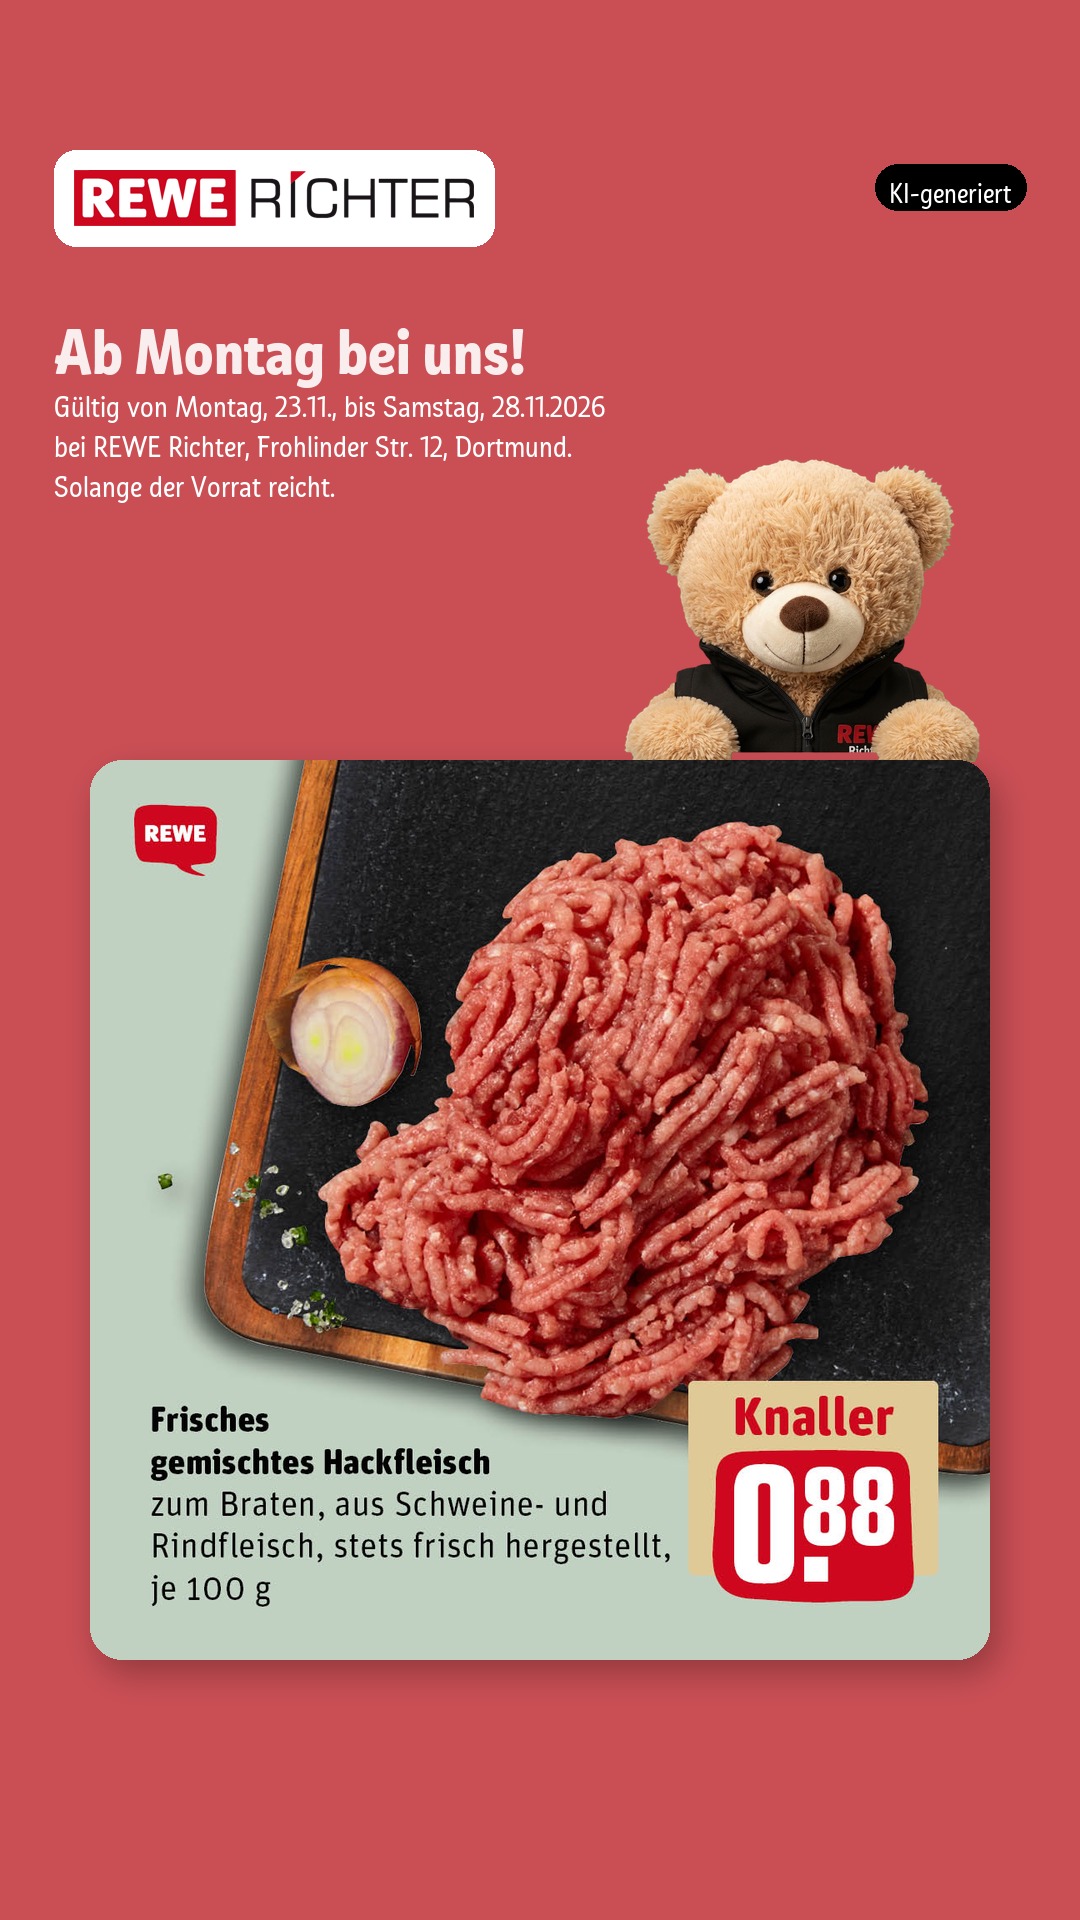 REWE RICHTER
KI-generiert
Ab Montag bei uns!
Gültig von Montag, 23.11., bis Samstag, 28.11.2026
bei REWE Richter, Frohlinder Str. 12, Dortmund.
Solange der Vorrat reicht.
REWE
Frisches
gemischtes Hackfleisch
zum Braten, aus Schweine- und
Rindfleisch, stets frisch hergestellt,
je 100 g
Knaller
0.88